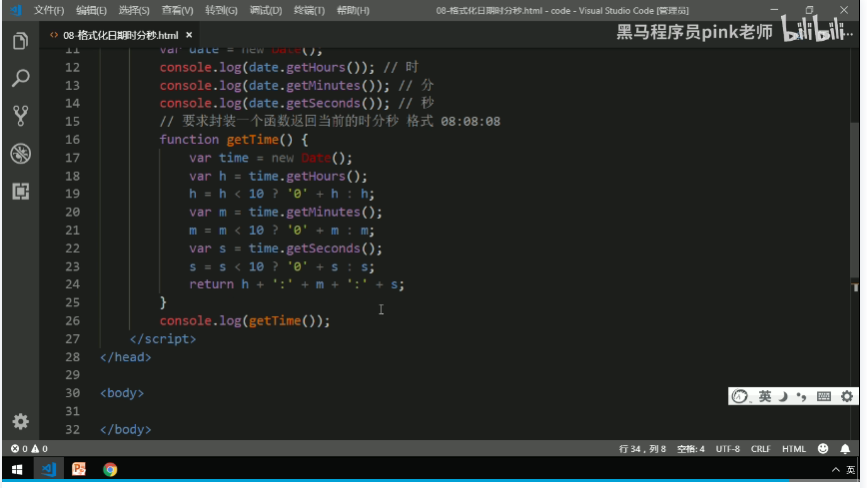 文件(F) 编辑(E) 选择(S) 查看(V) 转到(G) 调试(D) 终端(T) 帮助(H) 08-格式化日期时分秒.html - code - Visual Studio Code [管理员]
<> 08-格式化日期时分秒.html ×
黑马程序员pink老师 bilibili
11 var date = new Date();
12 console.log(date.getHours()); // 时
13 console.log(date.getMinutes()); // 分
14 console.log(date.getSeconds()); // 秒
15 // 要求封装一个函数返回当前的时分秒 格式 08:08:08
16 function getTime() {
17 var time = new Date();
18 var h = time.getHours();
19 h = h < 10 ? '0' + h : h;
20 var m = time.getMinutes();
21 m = m < 10 ? '0' + m : m;
22 var s = time.getSeconds();
23 s = s < 10 ? '0' + s : s;
24 return h + ':' + m + ':' + s;
25 }
26 console.log(getTime());
27 </script>
28 </head>
29
30 <body>
31
32 </body>
英
0 0 行 34，列 8 空格: 4 UTF-8 CRLF HTML
英